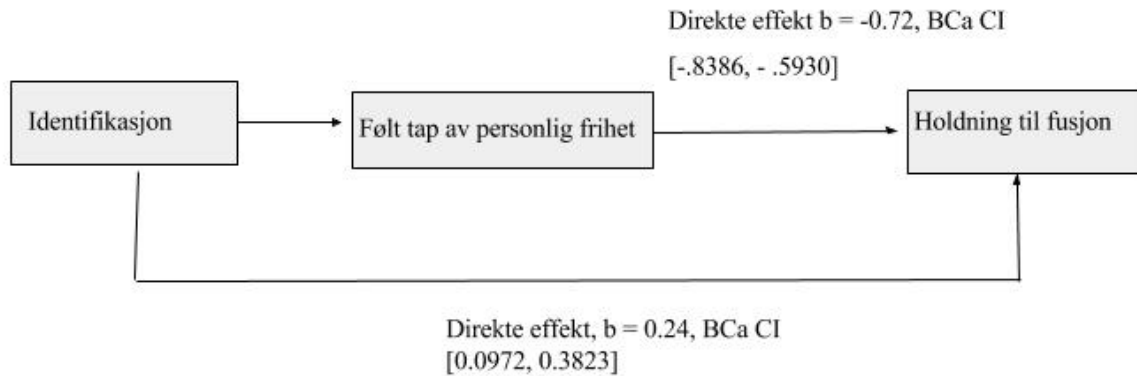 Direkte effekt b = -0.72, BCa CI
[-.8386, - .5930]
Identifikasjon
Følt tap av personlig frihet
Holdning til fusjon
Direkte effekt, b = 0.24, BCa CI
[0.0972, 0.3823]